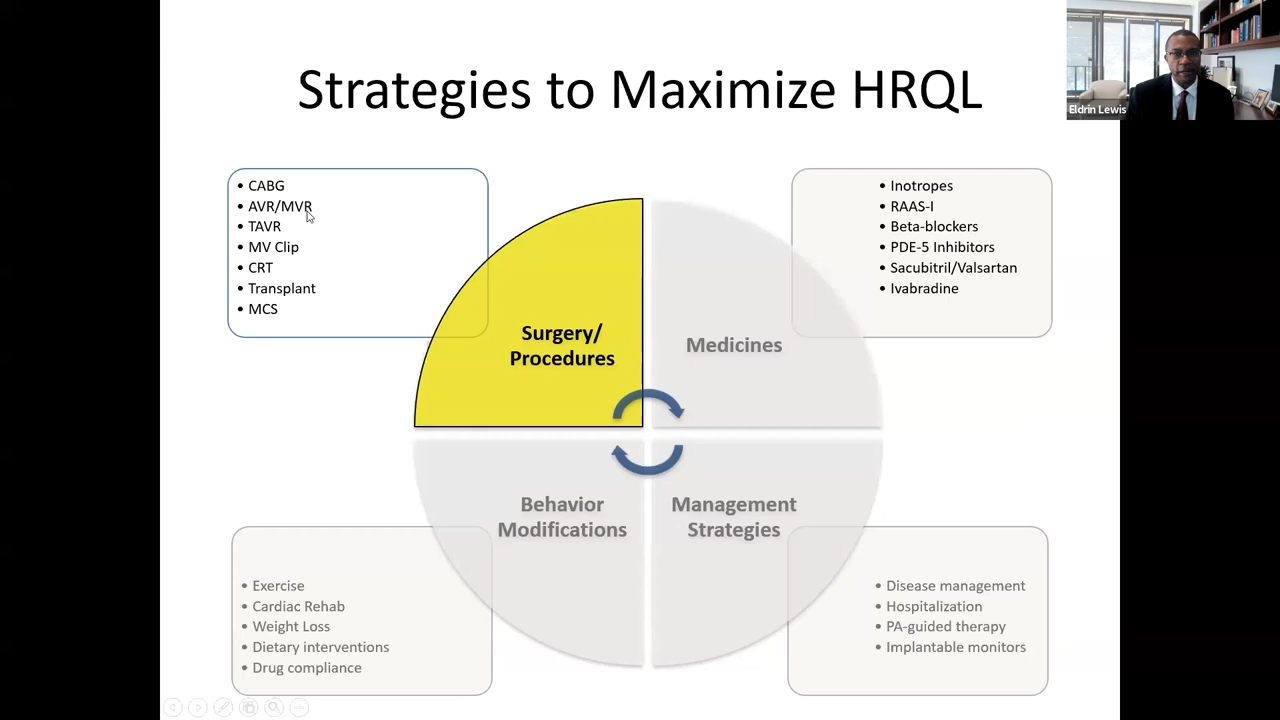 Strategies to Maximize HRQL
Eldrin Lewis
• CABG
• AVR/MVR
• TAVR
• MV Clip
• CRT
• Transplant
• MCS
• Inotropes
• RAAS-I
• Beta-blockers
• PDE-5 Inhibitors
• Sacubitril/Valsartan
• Ivabradine
Surgery/
Procedures
Medicines
Behavior
Modifications
Management
Strategies
• Exercise
• Cardiac Rehab
• Weight Loss
• Dietary interventions
• Drug compliance
• Disease management
• Hospitalization
• PA-guided therapy
• Implantable monitors